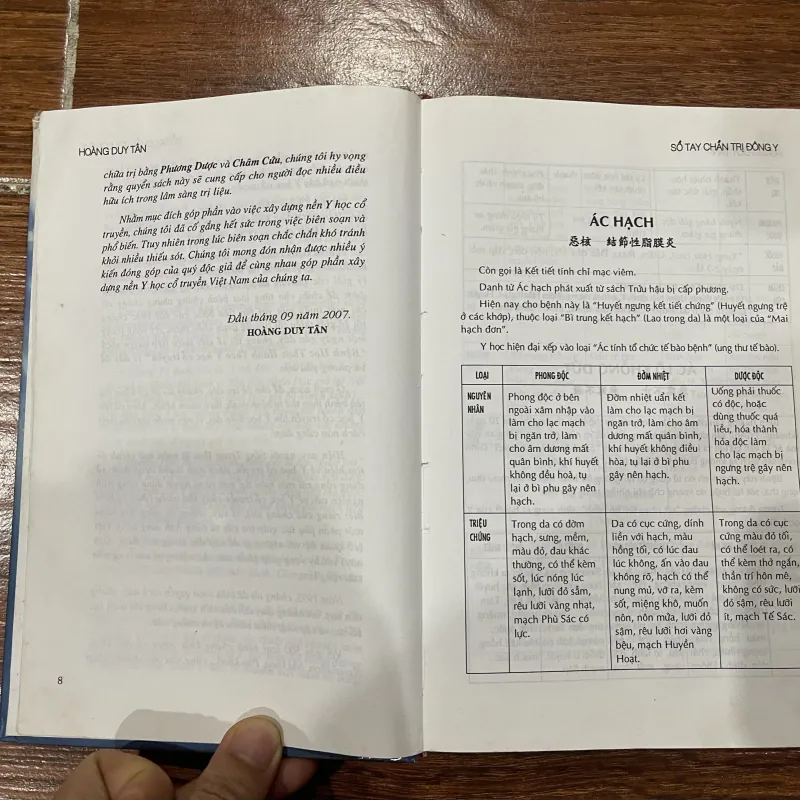 HOÀNG DUY TÂN
chữa trị bằng Phương Dược và Châm Cứu, chúng tôi hy vọng
rằng quyển sách này sẽ cung cấp cho người đọc nhiều điều
hữu ích trong lâm sàng trị liệu.
Nhằm mục đích góp phần vào việc xây dựng nền Y học cổ
truyền, chúng tôi đã cố gắng hết sức trong việc biên soạn và
phổ biến. Tuy nhiên trong lúc biên soạn chắc chắn khó tránh
khỏi nhiều thiếu sót. Chúng tôi mong đón nhận được nhiều ý
kiến đóng góp của quý độc giả để cùng nhau góp phần xây
dựng nền Y học cổ truyền Việt Nam của chúng ta.
Đầu tháng 09 năm 2007.
HOÀNG DUY TÂN
8
SỔ TAY CHẨN TRỊ ĐÔNG Y
ÁC HẠCH
惡核 結節性脂膜炎
Còn gọi là Kết tiết tính chỉ mạc viêm.
Danh từ Ác hạch phát xuất từ sách Trửu hậu bị cấp phương.
Hiện nay cho bệnh này là “Huyết ngưng kết tiết chứng” (Huyết ngưng trệ
ở các khớp), thuộc loại “Bì trung kết hạch” (Lao trong da) là một loại của “Mai
hạch đơn”.
Y học hiện đại xếp vào loại “Ác tính tổ chức tế bào bệnh” (ung thư tế bào).
LOẠI PHONG ĐỘC ĐỜM NHIỆT DƯỢC ĐỘC
NGUYÊN
NHÂN
Phong độc ở bên
ngoài xâm nhập vào
làm cho lạc mạch
bị ngăn trở, làm
cho âm dương mất
quân bình, khí huyết
không đều hoà, tụ
lại ở bì phu gây nên
hạch.
Đờm nhiệt uẩn kết
làm cho lạc mạch bị
ngăn trở, làm cho âm
dương mất quân bình,
khí huyết không điều
hòa, tụ lại ở bì phu
gây nên hạch.
Uống phải thuốc
có độc, hoặc
dùng thuốc quá
liều, hóa thành
hỏa độc làm
cho lạc mạch bị
ngưng trệ gây nên
hạch.
TRIỆU
CHỨNG
Trong da có đờm
hạch, sưng, mềm,
màu đỏ, đau khác
thường, có thể kèm
sốt, lúc nóng lúc
lạnh, lưỡi đỏ sẫm,
rêu lưỡi vàng nhạt,
mạch Phù Sác có
lực.
Da có cục cứng, dính
liền với hạch, màu
hồng tối, có lúc đau
lúc không, ấn vào đau
không rõ, hạch có thể
nung mủ, vỡ ra, kèm
sốt, miệng khô, muốn
nôn, nôn mửa, lưỡi đỏ
sậm, rêu lưỡi hơi vàng
bệu, mạch Huyền
Hoạt.
Trong da có cục
cứng màu đỏ tối,
có thể loét ra, có
thể kèm thở ngắn,
thần trí hôn mê,
không có sức, lưỡi
đỏ sậm, rêu lưỡi
ít, mạch Tế Sác.